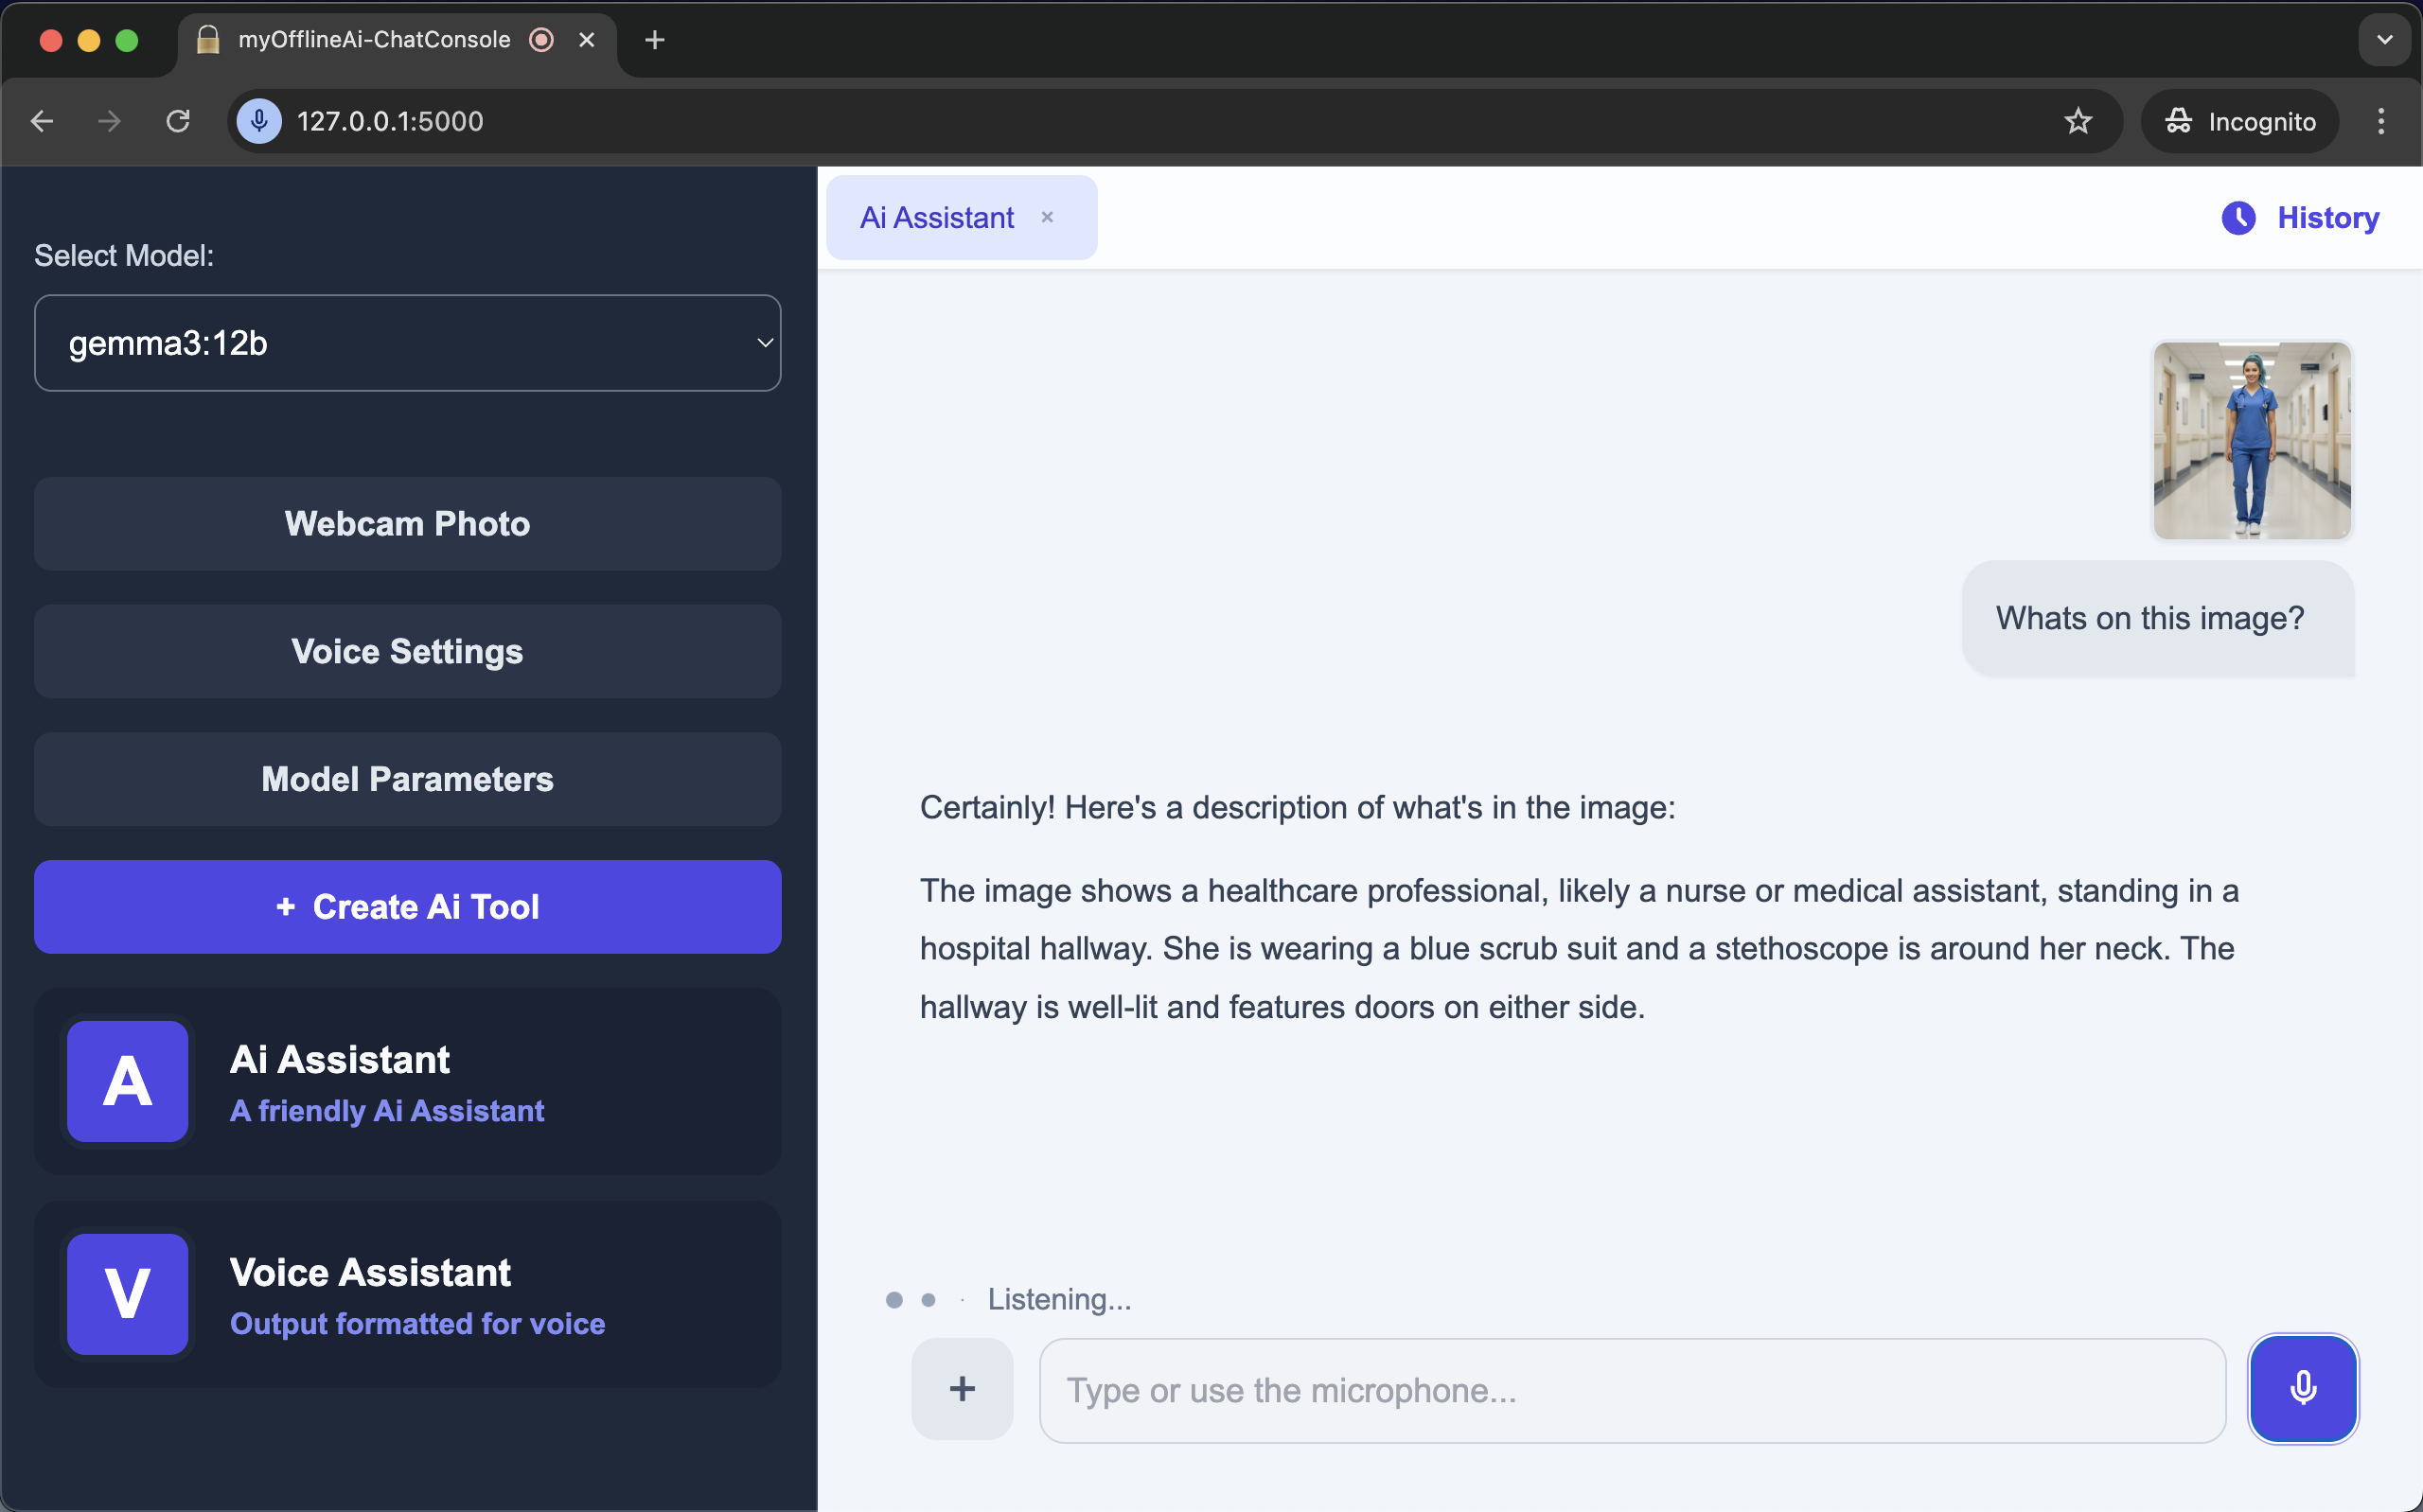 myOfflineAi-ChatConsole
127.0.0.1:5000
Incognito
Select Model:
gemma3:12b
Webcam Photo
Voice Settings
Model Parameters
+ Create Ai Tool
A
Ai Assistant
A friendly Ai Assistant
V
Voice Assistant
Output formatted for voice
Ai Assistant ×
History
Whats on this image?
Certainly! Here's a description of what's in the image:
The image shows a healthcare professional, likely a nurse or medical assistant, standing in a
hospital hallway. She is wearing a blue scrub suit and a stethoscope is around her neck. The
hallway is well-lit and features doors on either side.
Listening...
+
Type or use the microphone...